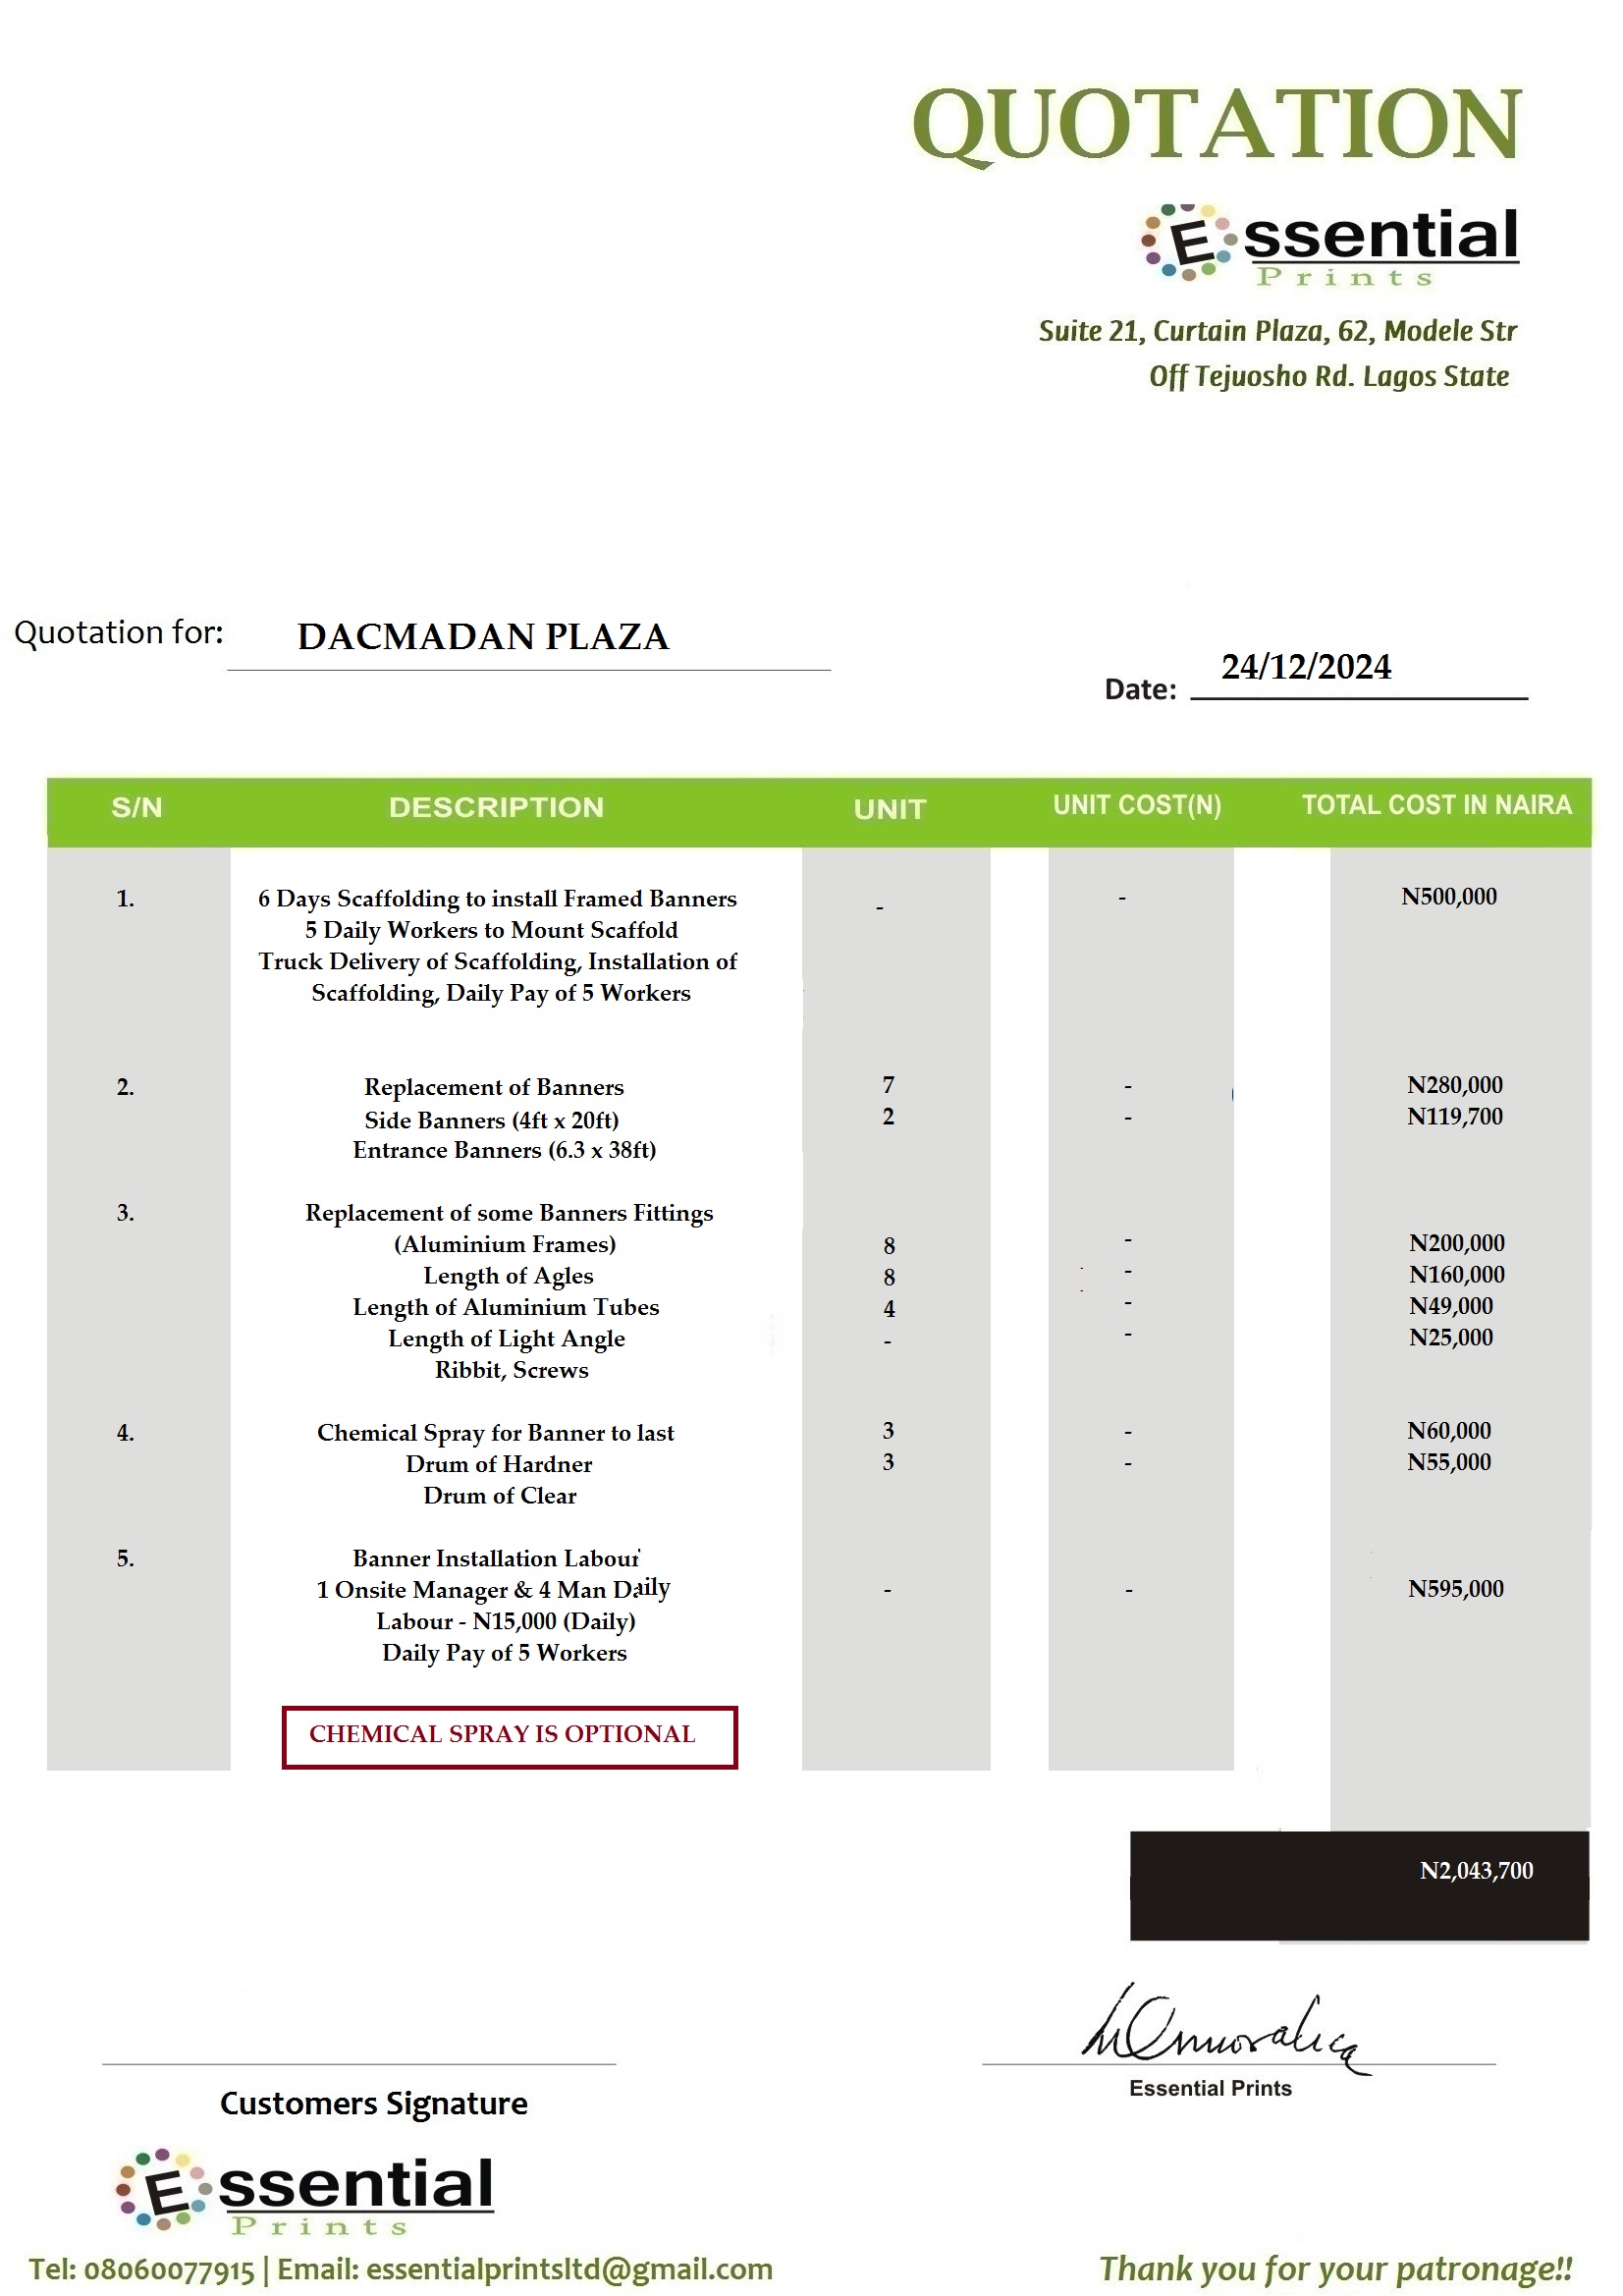 QUOTATION
Essential
Prints
Suite 21, Curtain Plaza, 62, Modele Str
Off Tejuosho Rd. Lagos State
Quotation for: DACMADAN PLAZA
Date: 24/12/2024
S/N DESCRIPTION UNIT UNIT COST(N) TOTAL COST IN NAIRA
1. 6 Days Scaffolding to install Framed Banners - - N500,000
5 Daily Workers to Mount Scaffold
Truck Delivery of Scaffolding, Installation of
Scaffolding, Daily Pay of 5 Workers
2. Replacement of Banners 7 - N280,000
Side Banners (4ft x 20ft) 2 - N119,700
Entrance Banners (6.3 x 38ft)
3. Replacement of some Banners Fittings
(Aluminium Frames) 8 - N200,000
Length of Agles 8 - N160,000
Length of Aluminium Tubes 4 - N49,000
Length of Light Angle - - N25,000
Ribbit, Screws
4. Chemical Spray for Banner to last 3 - N60,000
Drum of Hardner 3 - N55,000
Drum of Clear
5. Banner Installation Labour
1 Onsite Manager & 4 Man Daily - - N595,000
Labour - N15,000 (Daily)
Daily Pay of 5 Workers
CHEMICAL SPRAY IS OPTIONAL
N2,043,700
Essential Prints
Customers Signature
Essential
Prints
Tel: 08060077915 | Email: essentialprintsltd@gmail.com
Thank you for your patronage!!